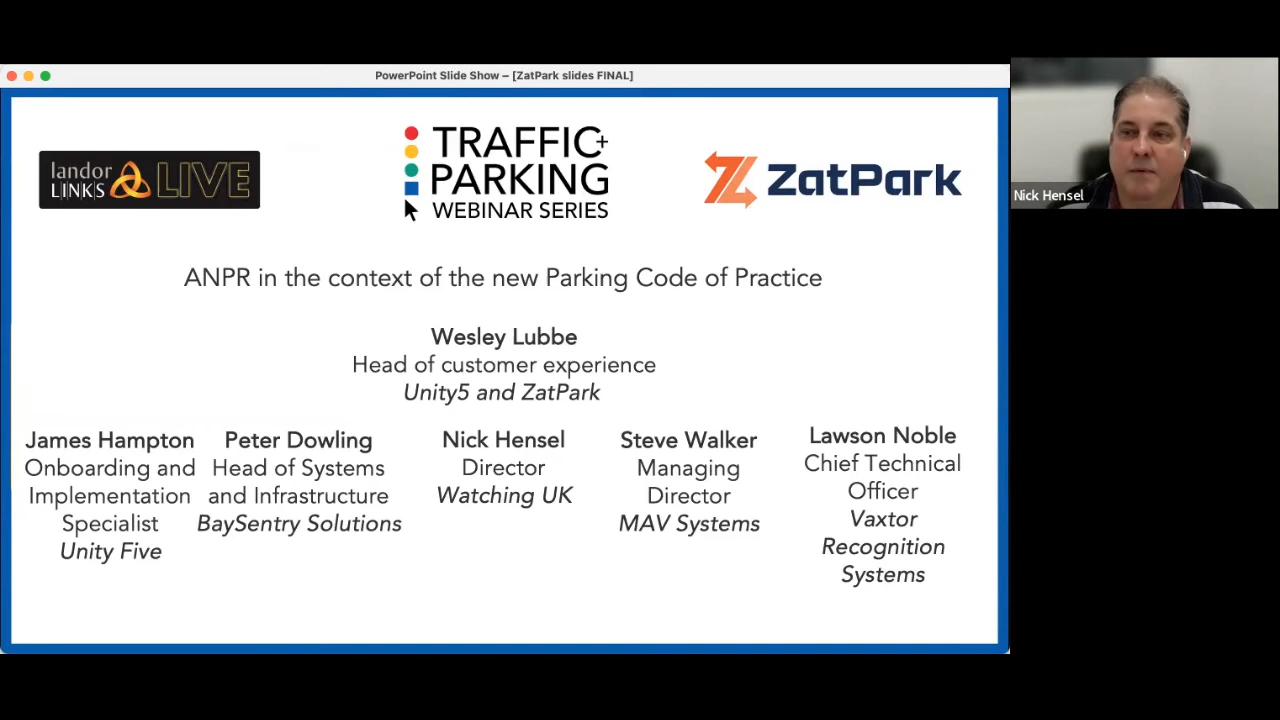 PowerPoint Slide Show – [ZatPark slides FINAL]
landor
LINKS
LIVE
TRAFFIC+
PARKING
WEBINAR SERIES
ZatPark
Nick Hensel
ANPR in the context of the new Parking Code of Practice
Wesley Lubbe
Head of customer experience
Unity5 and ZatPark
James Hampton
Onboarding and
Implementation
Specialist
Unity Five
Peter Dowling
Head of Systems
and Infrastructure
BaySentry Solutions
Nick Hensel
Director
Watching UK
Steve Walker
Managing
Director
MAV Systems
Lawson Noble
Chief Technical
Officer
Vaxtor
Recognition
Systems